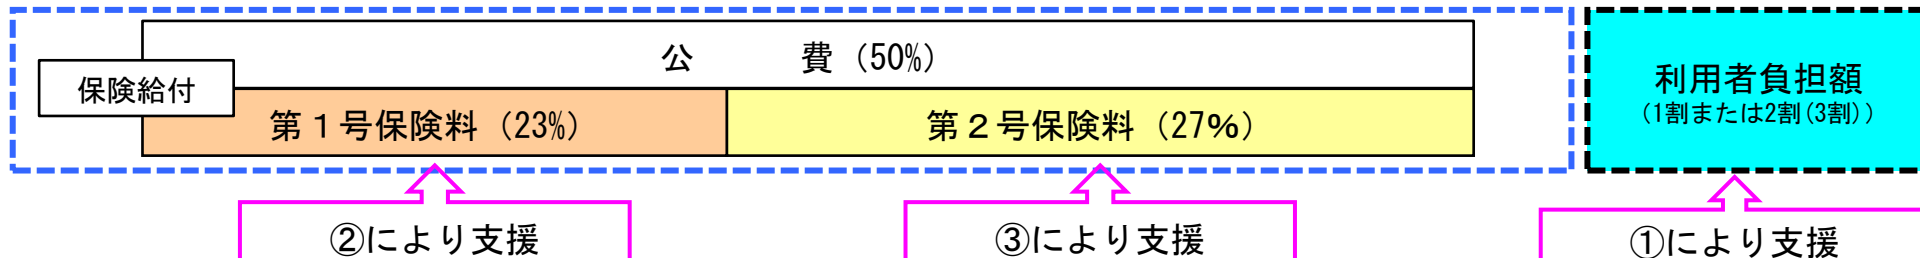 公　　費（50%）
保険給付
第１号保険料（23%）
第２号保険料（27%）
利用者負担額
（1割または2割(3割)）
②により支援
③により支援
①により支援